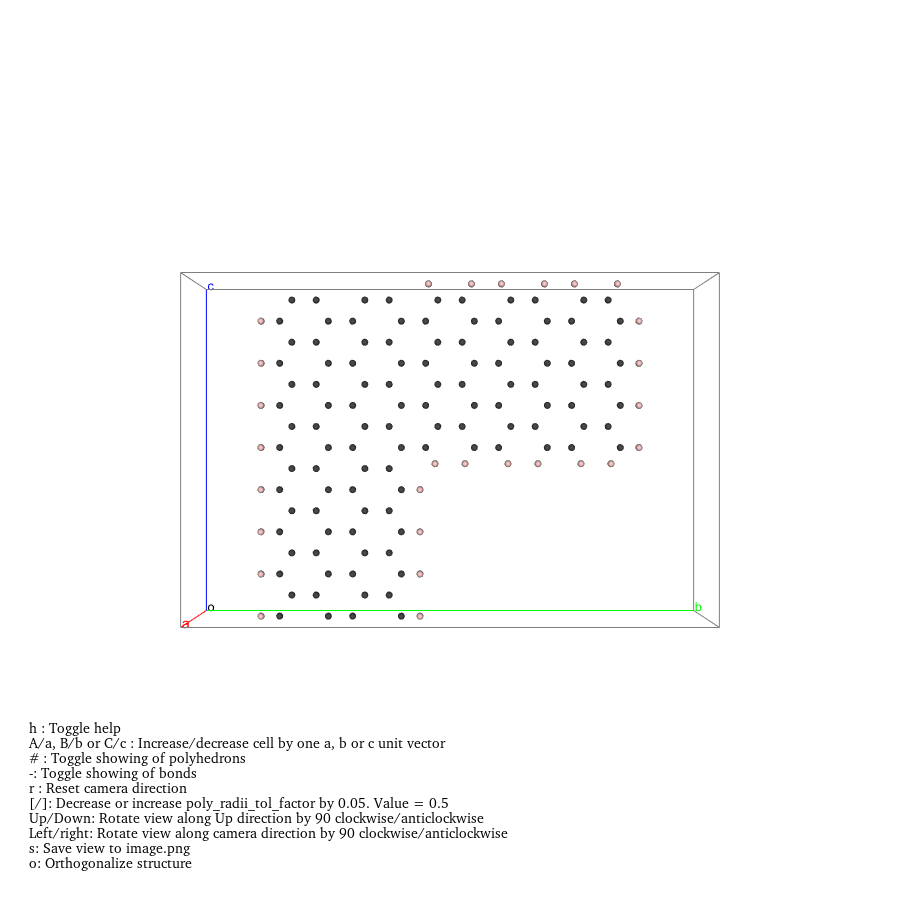 c
o
b
a
h : Toggle help
A/a, B/b or C/c : Increase/decrease cell by one a, b or c unit vector
# : Toggle showing of polyhedrons
-: Toggle showing of bonds
r : Reset camera direction
[/]: Decrease or increase poly_radii_tol_factor by 0.05. Value = 0.5
Up/Down: Rotate view along Up direction by 90 clockwise/anticlockwise
Left/right: Rotate view along camera direction by 90 clockwise/anticlockwise
s: Save view to image.png
o: Orthogonalize structure